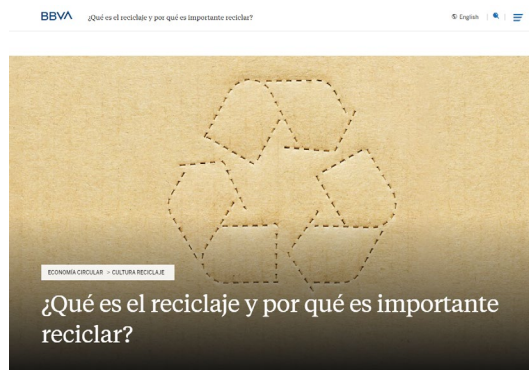 BBVA
¿Qué es el reciclaje y por qué es importante reciclar?
English
ECONOMÍA CIRCULAR > CULTURA RECICLAJE
¿Qué es el reciclaje y por qué es importante
reciclar?